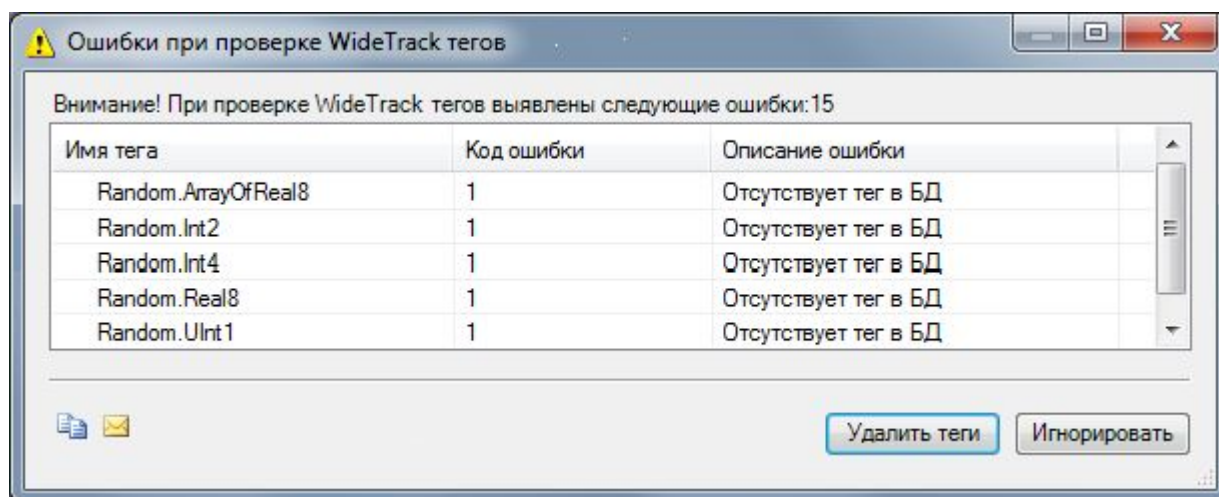 Ошибки при проверке WideTrack тегов
Внимание! При проверке WideTrack тегов выявлены следующие ошибки:15
Имя тега Код ошибки Описание ошибки
Random.ArrayOfReal8 1 Отсутствует тег в БД
Random.Int2 1 Отсутствует тег в БД
Random.Int4 1 Отсутствует тег в БД
Random.Real8 1 Отсутствует тег в БД
Random.UInt1 1 Отсутствует тег в БД
Удалить теги Игнорировать